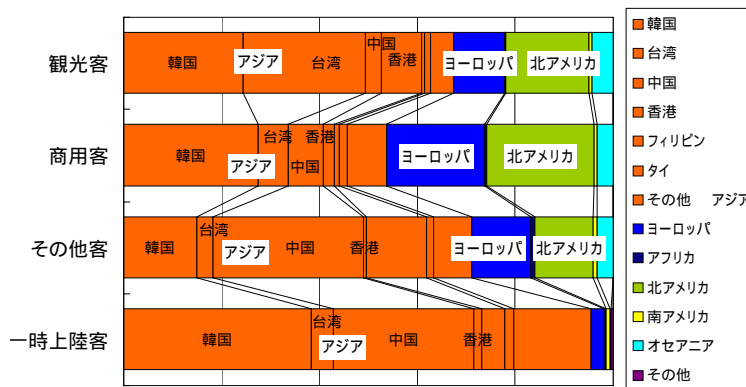 観光客
韓国
アジア
台湾
中国
香港
ヨーロッパ
北アメリカ
商用客
韓国
アジア
台湾
中国
香港
ヨーロッパ
北アメリカ
その他客
韓国
台湾
アジア
中国
香港
ヨーロッパ
北アメリカ
一時上陸客
韓国
台湾
アジア
中国
香港
韓国
台湾
中国
香港
フィリピン
タイ
その他 アジア
ヨーロッパ
アフリカ
北アメリカ
南アメリカ
オセアニア
その他